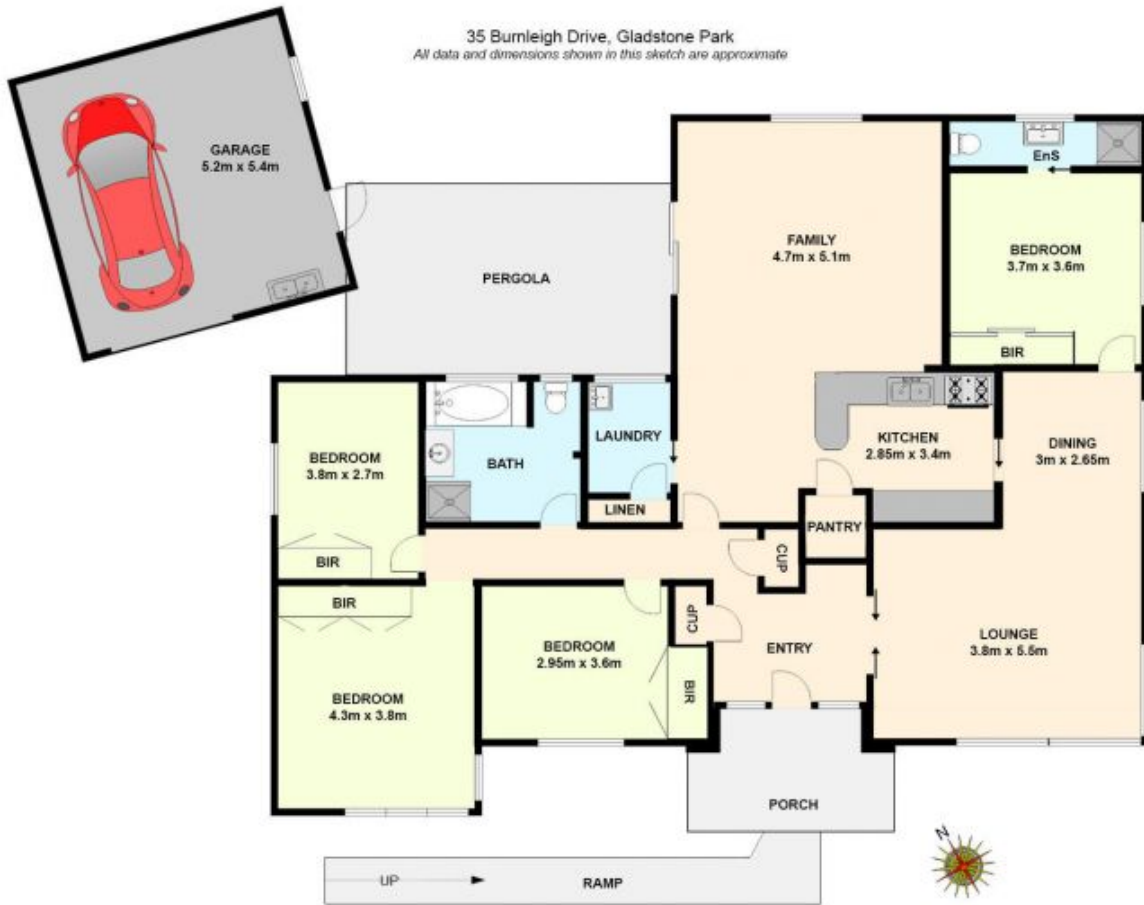 35 Burnleigh Drive, Gladstone Park
All data and dimensions shown in this sketch are approximate
GARAGE
5.2m x 5.4m
EnS
FAMILY
4.7m x 5.1m
BEDROOM
3.7m x 3.6m
PERGOLA
BIR
LAUNDRY
KITCHEN
2.85m x 3.4m
DINING
3m x 2.65m
BEDROOM
3.8m x 2.7m
BATH
LINEN
PANTRY
BIR
CUP
BIR
CUP
BEDROOM
2.95m x 3.6m
ENTRY
LOUNGE
3.8m x 5.5m
BIR
BEDROOM
4.3m x 3.8m
PORCH
N
UP
RAMP